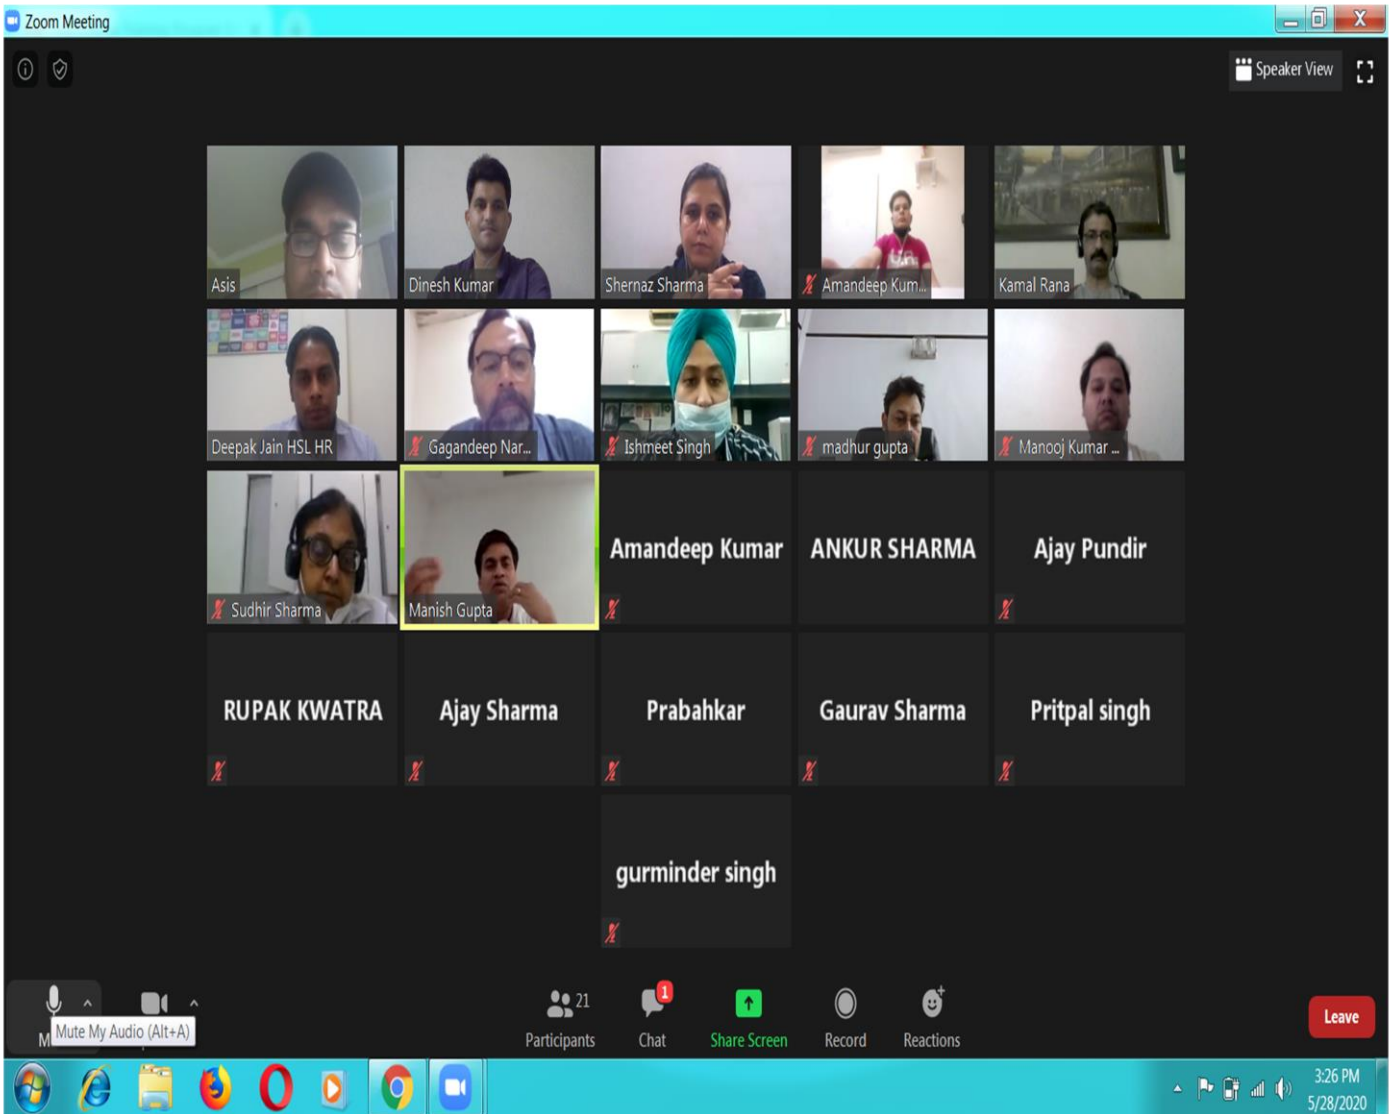 Zoom Meeting
Speaker View
Asis
Dinesh Kumar
Shernaz Sharma
Amandeep Kum...
Kamal Rana
Deepak Jain HSL HR
Gagandeep Nar...
Ishmeet Singh
madhur gupta
Manooj Kumar ...
Sudhir Sharma
Manish Gupta
Amandeep Kumar
ANKUR SHARMA
Ajay Pundir
RUPAK KWATRA
Ajay Sharma
Prabahkar
Gaurav Sharma
Pritpal singh
gurminder singh
21
1
Mute My Audio (Alt+A)
Participants
Chat
Share Screen
Record
Reactions
Leave
3:26 PM
5/28/2020